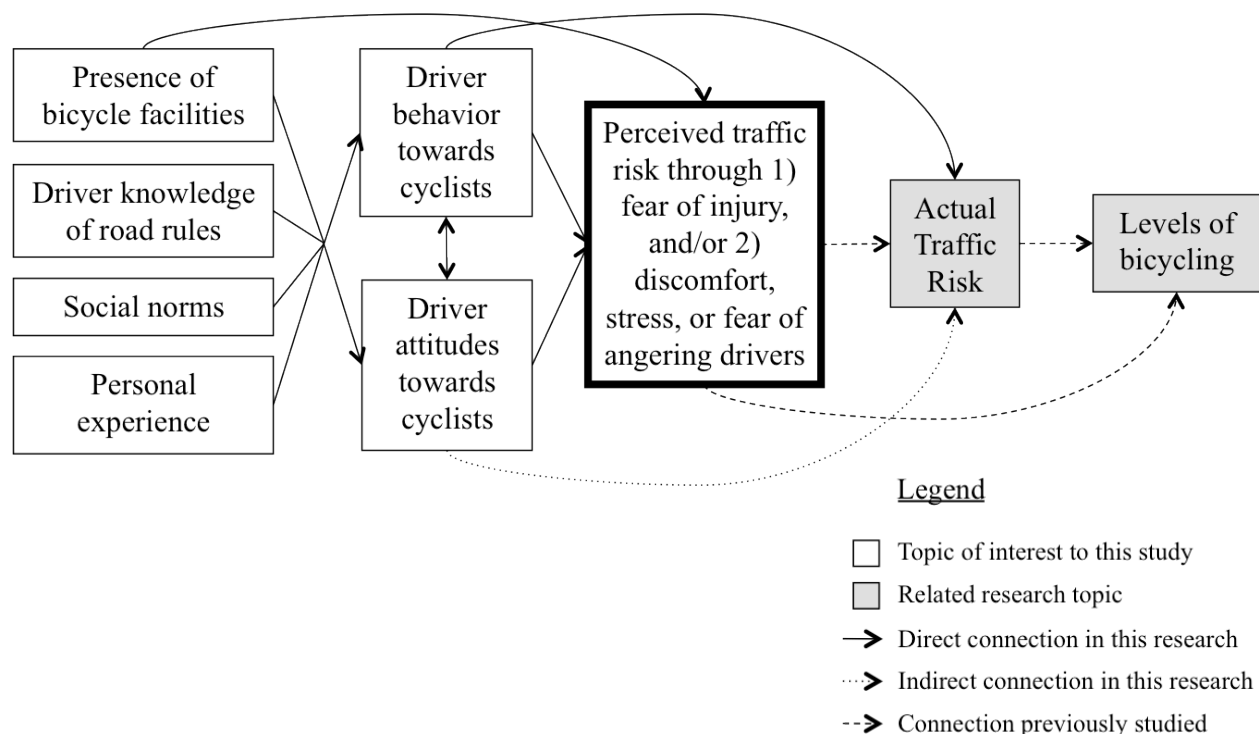 Presence of
bicycle facilities
Driver knowledge
of road rules
Social norms
Personal
experience
Driver
behavior
towards
cyclists
Driver
attitudes
towards
cyclists
Perceived traffic
risk through 1)
fear of injury,
and/or 2)
discomfort,
stress, or fear of
angering drivers
Actual
Traffic
Risk
Levels of
bicycling
Legend
Topic of interest to this study
Related research topic
Direct connection in this research
Indirect connection in this research
Connection previously studied